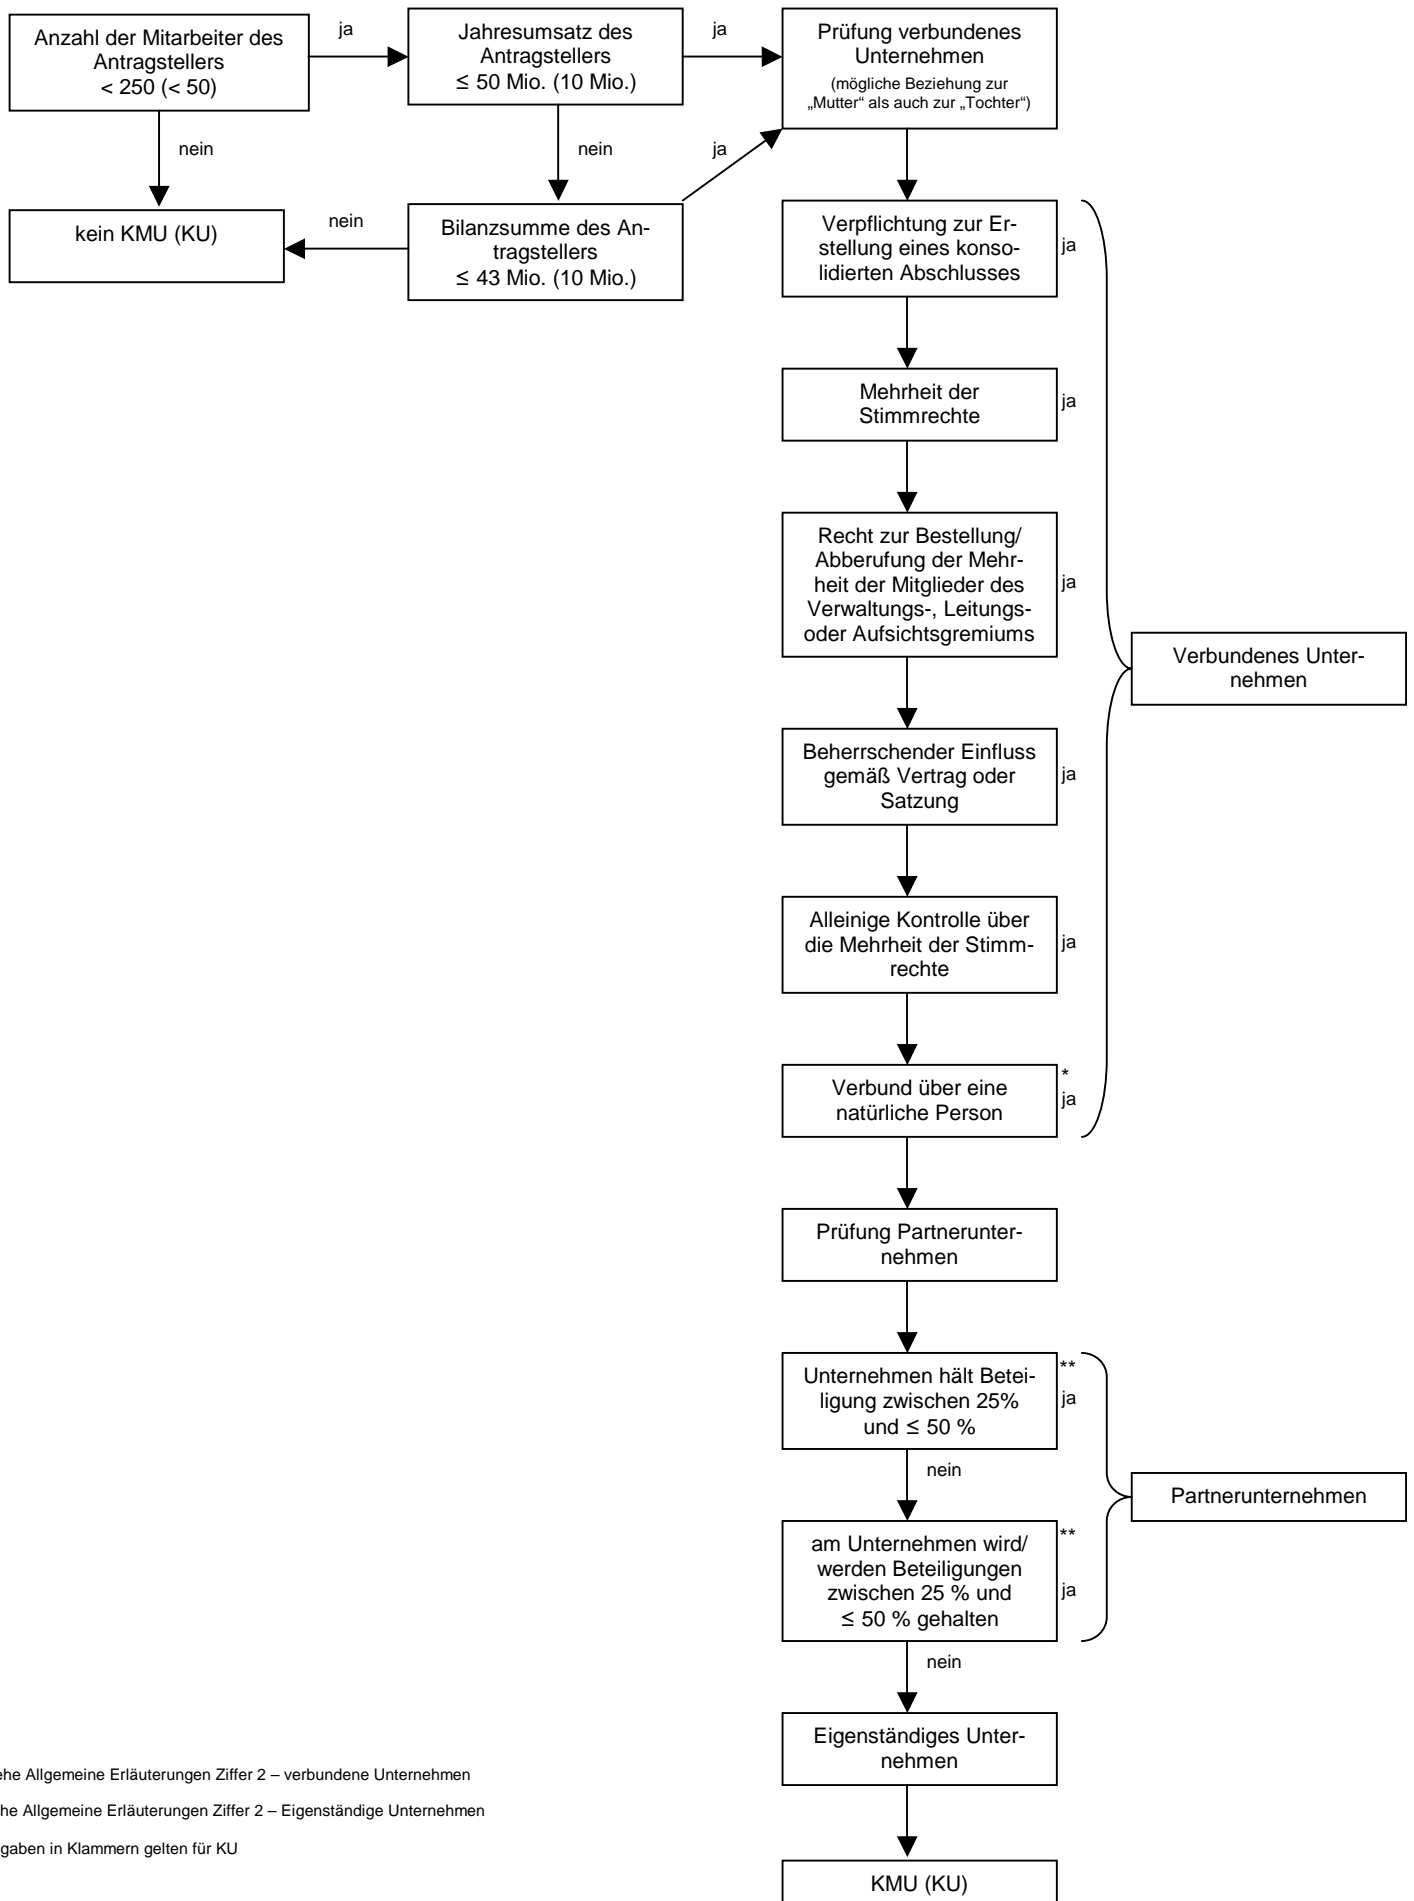 Anzahl der Mitarbeiter des
Antragstellers
< 250 (< 50)
ja
Jahresumsatz des
Antragstellers
≤ 50 Mio. (10 Mio.)
ja
Prüfung verbundenes
Unternehmen
(mögliche Beziehung zur
„Mutter“ als auch zur „Tochter“)
nein
nein
ja
kein KMU (KU)
nein
Bilanzsumme des An-
tragstellers
≤ 43 Mio. (10 Mio.)
Verpflichtung zur Er-
stellung eines konso-
lidierten Abschlusses
ja
Mehrheit der
Stimmrechte
ja
Recht zur Bestellung/
Abberufung der Mehr-
heit der Mitglieder des
Verwaltungs-, Leitungs-
oder Aufsichtsgremiums
ja
Verbundenes Unter-
nehmen
Beherrschender Einfluss
gemäß Vertrag oder
Satzung
ja
Alleinige Kontrolle über
die Mehrheit der Stimm-
rechte
ja
Verbund über eine
natürliche Person
*
ja
Prüfung Partnerunter-
nehmen
Unternehmen hält Betei-
ligung zwischen 25%
und ≤ 50 %
**
ja
nein
Partnerunternehmen
am Unternehmen wird/
werden Beteiligungen
zwischen 25 % und
≤ 50 % gehalten
**
ja
nein
Eigenständiges Unter-
nehmen
ehe Allgemeine Erläuterungen Ziffer 2 – verbundene Unternehmen
he Allgemeine Erläuterungen Ziffer 2 – Eigenständige Unternehmen
gaben in Klammern gelten für KU
KMU (KU)